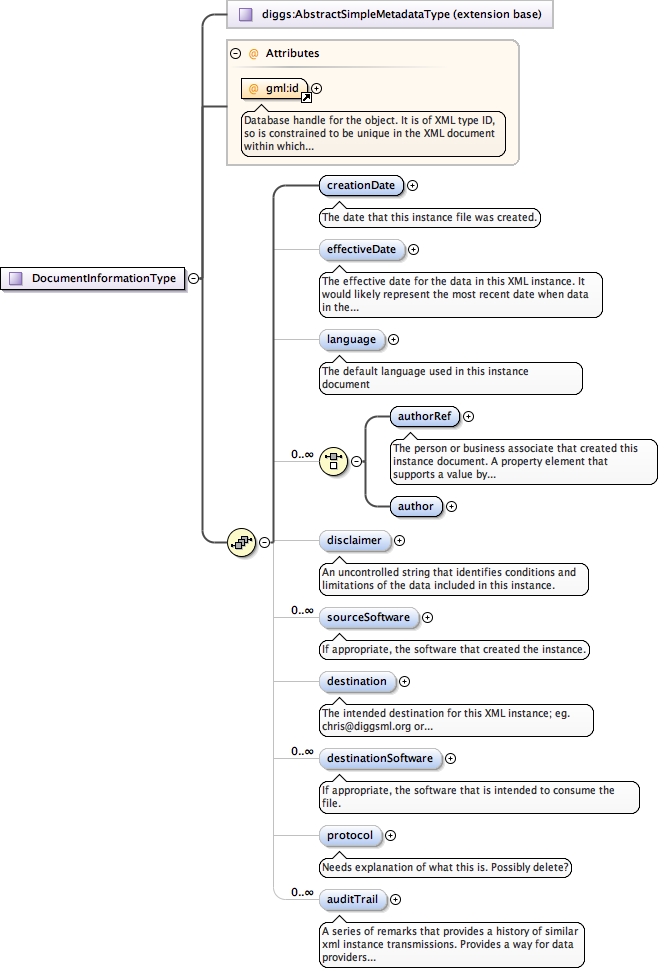 diggs:AbstractSimpleMetadataType (extension base)
@ Attributes
@ gml:id
Database handle for the object. It is of XML type ID,
so is constrained to be unique in the XML document
within which...
creationDate
The date that this instance file was created.
DocumentInformationType
effectiveDate
The effective date for the data in this XML instance. It
would likely represent the most recent date when data
in the...
language
The default language used in this instance
document
authorRef
The person or business associate that created this
instance document. A property element that
supports a value by...
0..∞
author
disclaimer
An uncontrolled string that identifies conditions and
limitations of the data included in this instance.
0..∞
sourceSoftware
If appropriate, the software that created the instance.
destination
The intended destination for this XML instance; eg.
chris@diggsml.org or...
0..∞
destinationSoftware
If appropriate, the software that is intended to consume the
file.
protocol
Needs explanation of what this is. Possibly delete?
0..∞
auditTrail
A series of remarks that provides a history of similar
xml instance transmissions. Provides a way for data
providers...